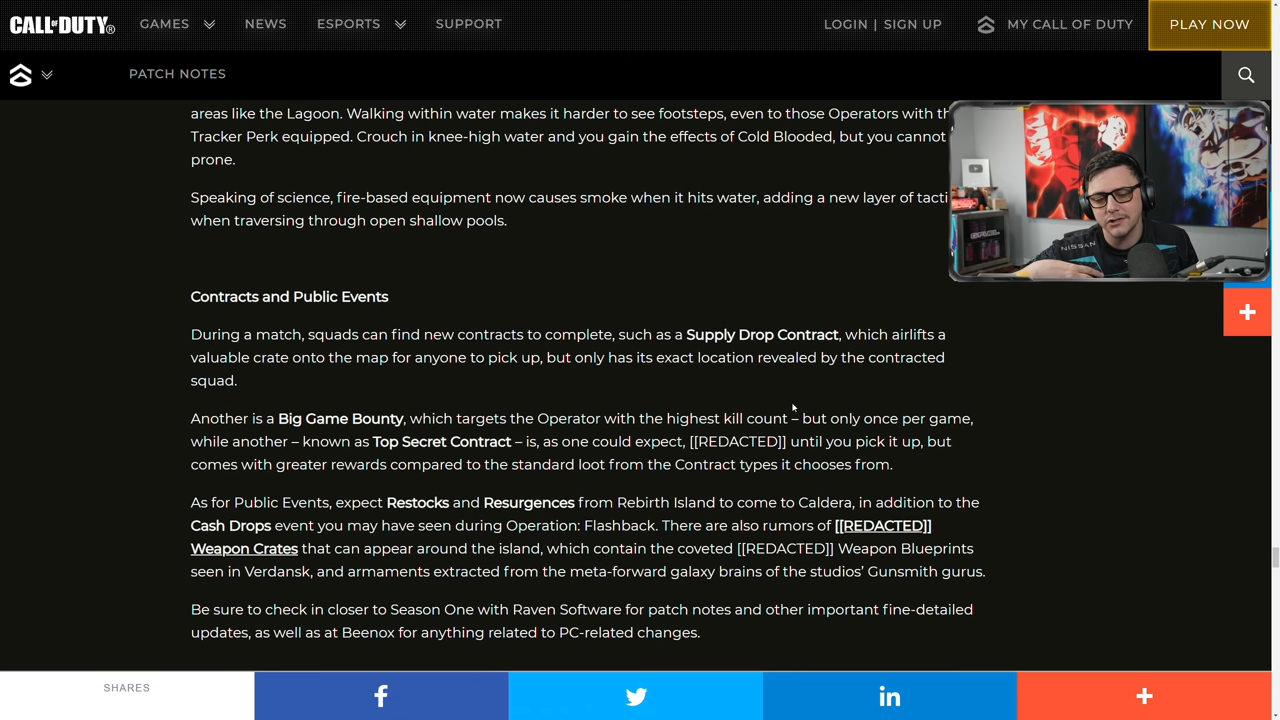 CALL OF DUTY®
GAMES NEWS ESPORTS SUPPORT LOGIN | SIGN UP MY CALL OF DUTY PLAY NOW
PATCH NOTES
areas like the Lagoon. Walking within water makes it harder to see footsteps, even to those Operators with
Tracker Perk equipped. Crouch in knee-high water and you gain the effects of Cold Blooded, but you cannot
prone.
Speaking of science, fire-based equipment now causes smoke when it hits water, adding a new layer of
when traversing through open shallow pools.
NISSAN
Contracts and Public Events
During a match, squads can find new contracts to complete, such as a Supply Drop Contract, which airlifts a
valuable crate onto the map for anyone to pick up, but only has its exact location revealed by the contracted
squad.
Another is a Big Game Bounty, which targets the Operator with the highest kill count – but only once per game,
while another – known as Top Secret Contract – is, as one could expect, [[REDACTED]] until you pick it up, but
comes with greater rewards compared to the standard loot from the Contract types it chooses from.
As for Public Events, expect Restocks and Resurgences from Rebirth Island to come to Caldera, in addition to the
Cash Drops event you may have seen during Operation: Flashback. There are also rumors of [[REDACTED]]
Weapon Crates that can appear around the island, which contain the coveted [[REDACTED]] Weapon Blueprints
seen in Verdansk, and armaments extracted from the meta-forward galaxy brains of the studios' Gunsmith gurus.
Be sure to check in closer to Season One with Raven Software for patch notes and other important fine-detailed
updates, as well as at Beenox for anything related to PC-related changes.
SHARES